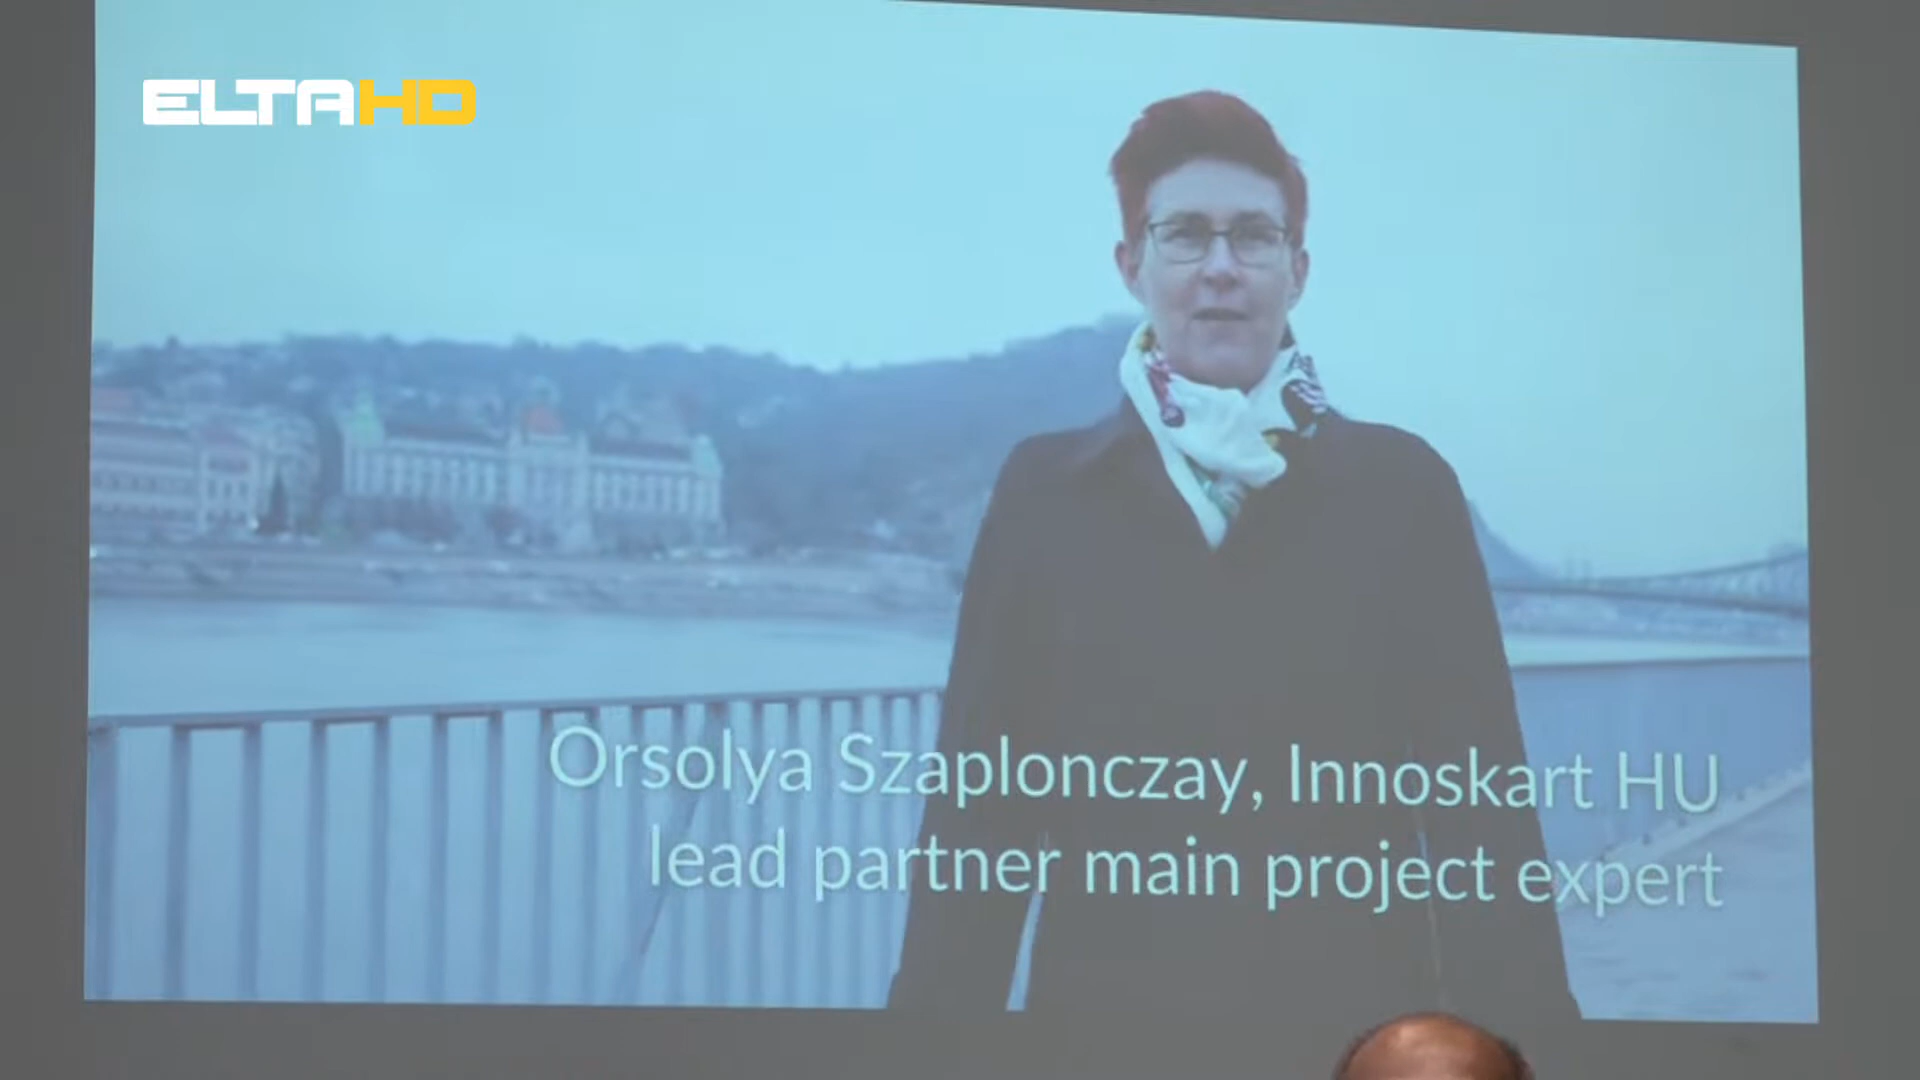 ELTAHD
Orsolya Szaplonczay, Innoskart HU
lead partner main project expert